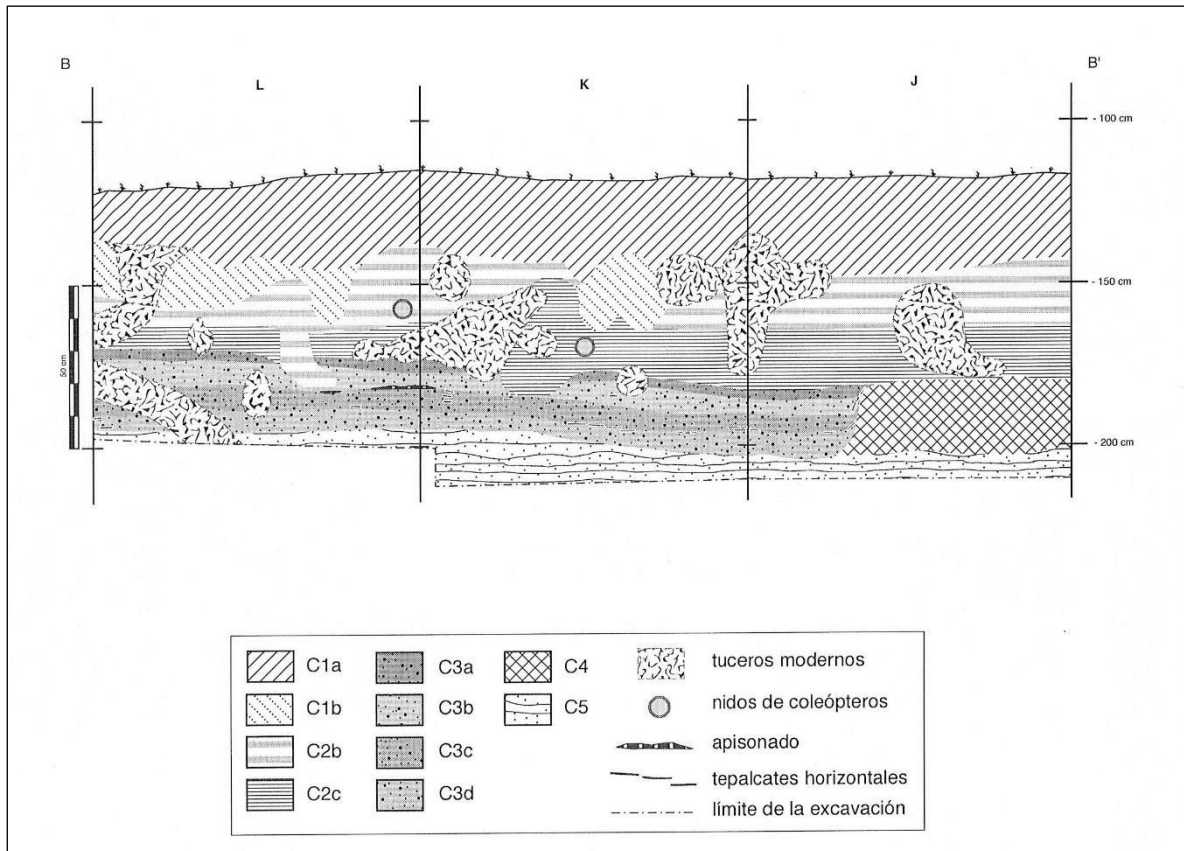 B
B'
L
K
J
- 100 cm
- 150 cm
- 200 cm
50 cm
C1a
C1b
C2b
C2c
C3a
C3b
C3c
C3d
C4
C5
tuceros modernos
nidos de coleópteros
apisonado
tepalcates horizontales
límite de la excavación